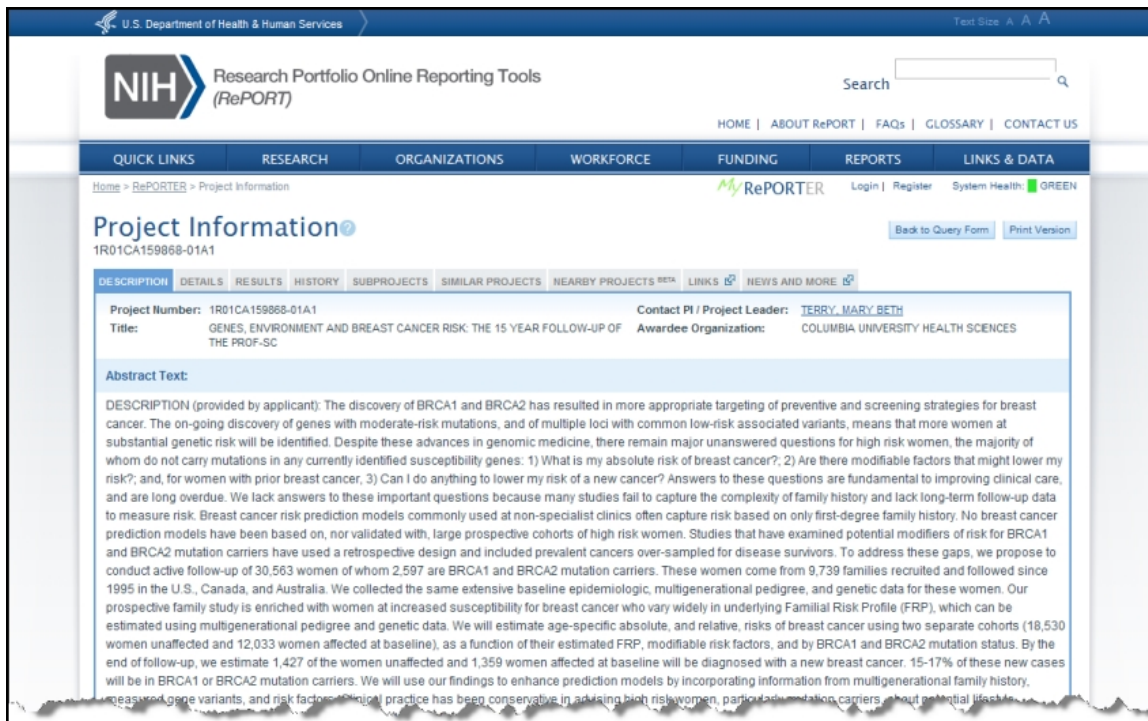 U.S. Department of Health & Human Services
Text Size A A A
NIH
Research Portfolio Online Reporting Tools
(RePORT)
Search
HOME | ABOUT RePORT | FAQs | GLOSSARY | CONTACT US
QUICK LINKS RESEARCH ORGANIZATIONS WORKFORCE FUNDING REPORTS LINKS & DATA
Home > RePORTER > Project Information
My RePORTER Login | Register System Health: GREEN
Project Information
Back to Query Form Print Version
1R01CA159868-01A1
DESCRIPTION DETAILS RESULTS HISTORY SUBPROJECTS SIMILAR PROJECTS NEARBY PROJECTS BETA LINKS NEWS AND MORE
Project Number: 1R01CA159868-01A1 Contact PI / Project Leader: TERRY, MARY BETH
Title: GENES, ENVIRONMENT AND BREAST CANCER RISK: THE 15 YEAR FOLLOW-UP OF THE PROF-SC Awardee Organization: COLUMBIA UNIVERSITY HEALTH SCIENCES
Abstract Text:
DESCRIPTION (provided by applicant): The discovery of BRCA1 and BRCA2 has resulted in more appropriate targeting of preventive and screening strategies for breast
cancer. The on-going discovery of genes with moderate-risk mutations, and of multiple loci with common low-risk associated variants, means that more women at
substantial genetic risk will be identified. Despite these advances in genomic medicine, there remain major unanswered questions for high risk women, the majority of
whom do not carry mutations in any currently identified susceptibility genes: 1) What is my absolute risk of breast cancer?; 2) Are there modifiable factors that might lower my
risk?; and, for women with prior breast cancer, 3) Can I do anything to lower my risk of a new cancer? Answers to these questions are fundamental to improving clinical care,
and are long overdue. We lack answers to these important questions because many studies fail to capture the complexity of family history and lack long-term follow-up data
to measure risk. Breast cancer risk prediction models commonly used at non-specialist clinics often capture risk based on only first-degree family history. No breast cancer
prediction models have been based on, nor validated with, large prospective cohorts of high risk women. Studies that have examined potential modifiers of risk for BRCA1
and BRCA2 mutation carriers have used a retrospective design and included prevalent cancers over-sampled for disease survivors. To address these gaps, we propose to
conduct active follow-up of 30,563 women of whom 2,597 are BRCA1 and BRCA2 mutation carriers. These women come from 9,739 families recruited and followed since
1995 in the U.S., Canada, and Australia. We collected the same extensive baseline epidemiologic, multigenerational pedigree, and genetic data for these women. Our
prospective family study is enriched with women at increased susceptibility for breast cancer who vary widely in underlying Familial Risk Profile (FRP), which can be
estimated using multigenerational pedigree and genetic data. We will estimate age-specific absolute, and relative, risks of breast cancer using two separate cohorts (18,530
women unaffected and 12,033 women affected at baseline), as a function of their estimated FRP, modifiable risk factors, and by BRCA1 and BRCA2 mutation status. By the
end of follow-up, we estimate 1,427 of the women unaffected and 1,359 women affected at baseline will be diagnosed with a new breast cancer. 15-17% of these new cases
will be in BRCA1 or BRCA2 mutation carriers. We will use our findings to enhance prediction models by incorporating information from multigenerational family history,
measured gene variants, and risk factors. Clinical practice has been conservative in advising high risk women, particularly mutation carriers, about potential